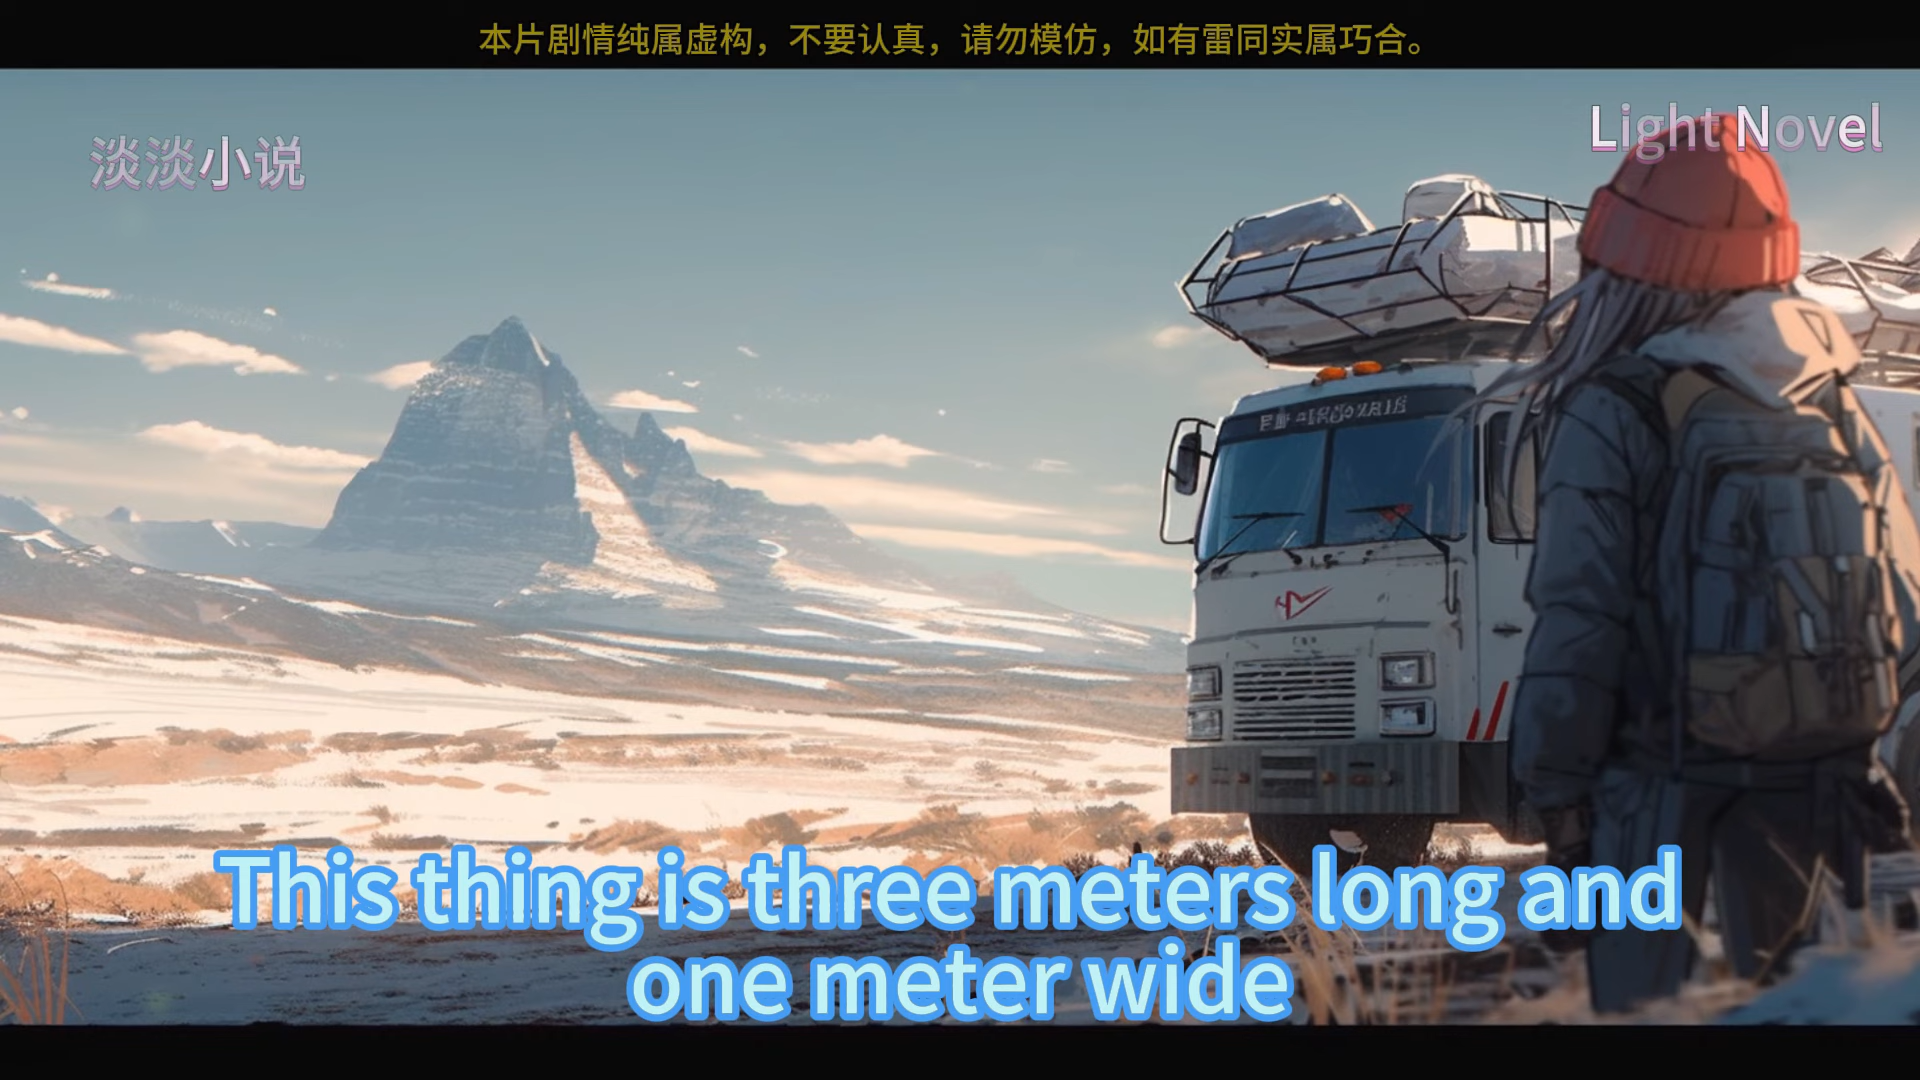 本片剧情纯属虚构，不要认真，请勿模仿，如有雷同实属巧合。
淡淡小说
Light Novel
This thing is three meters long and
one meter wide